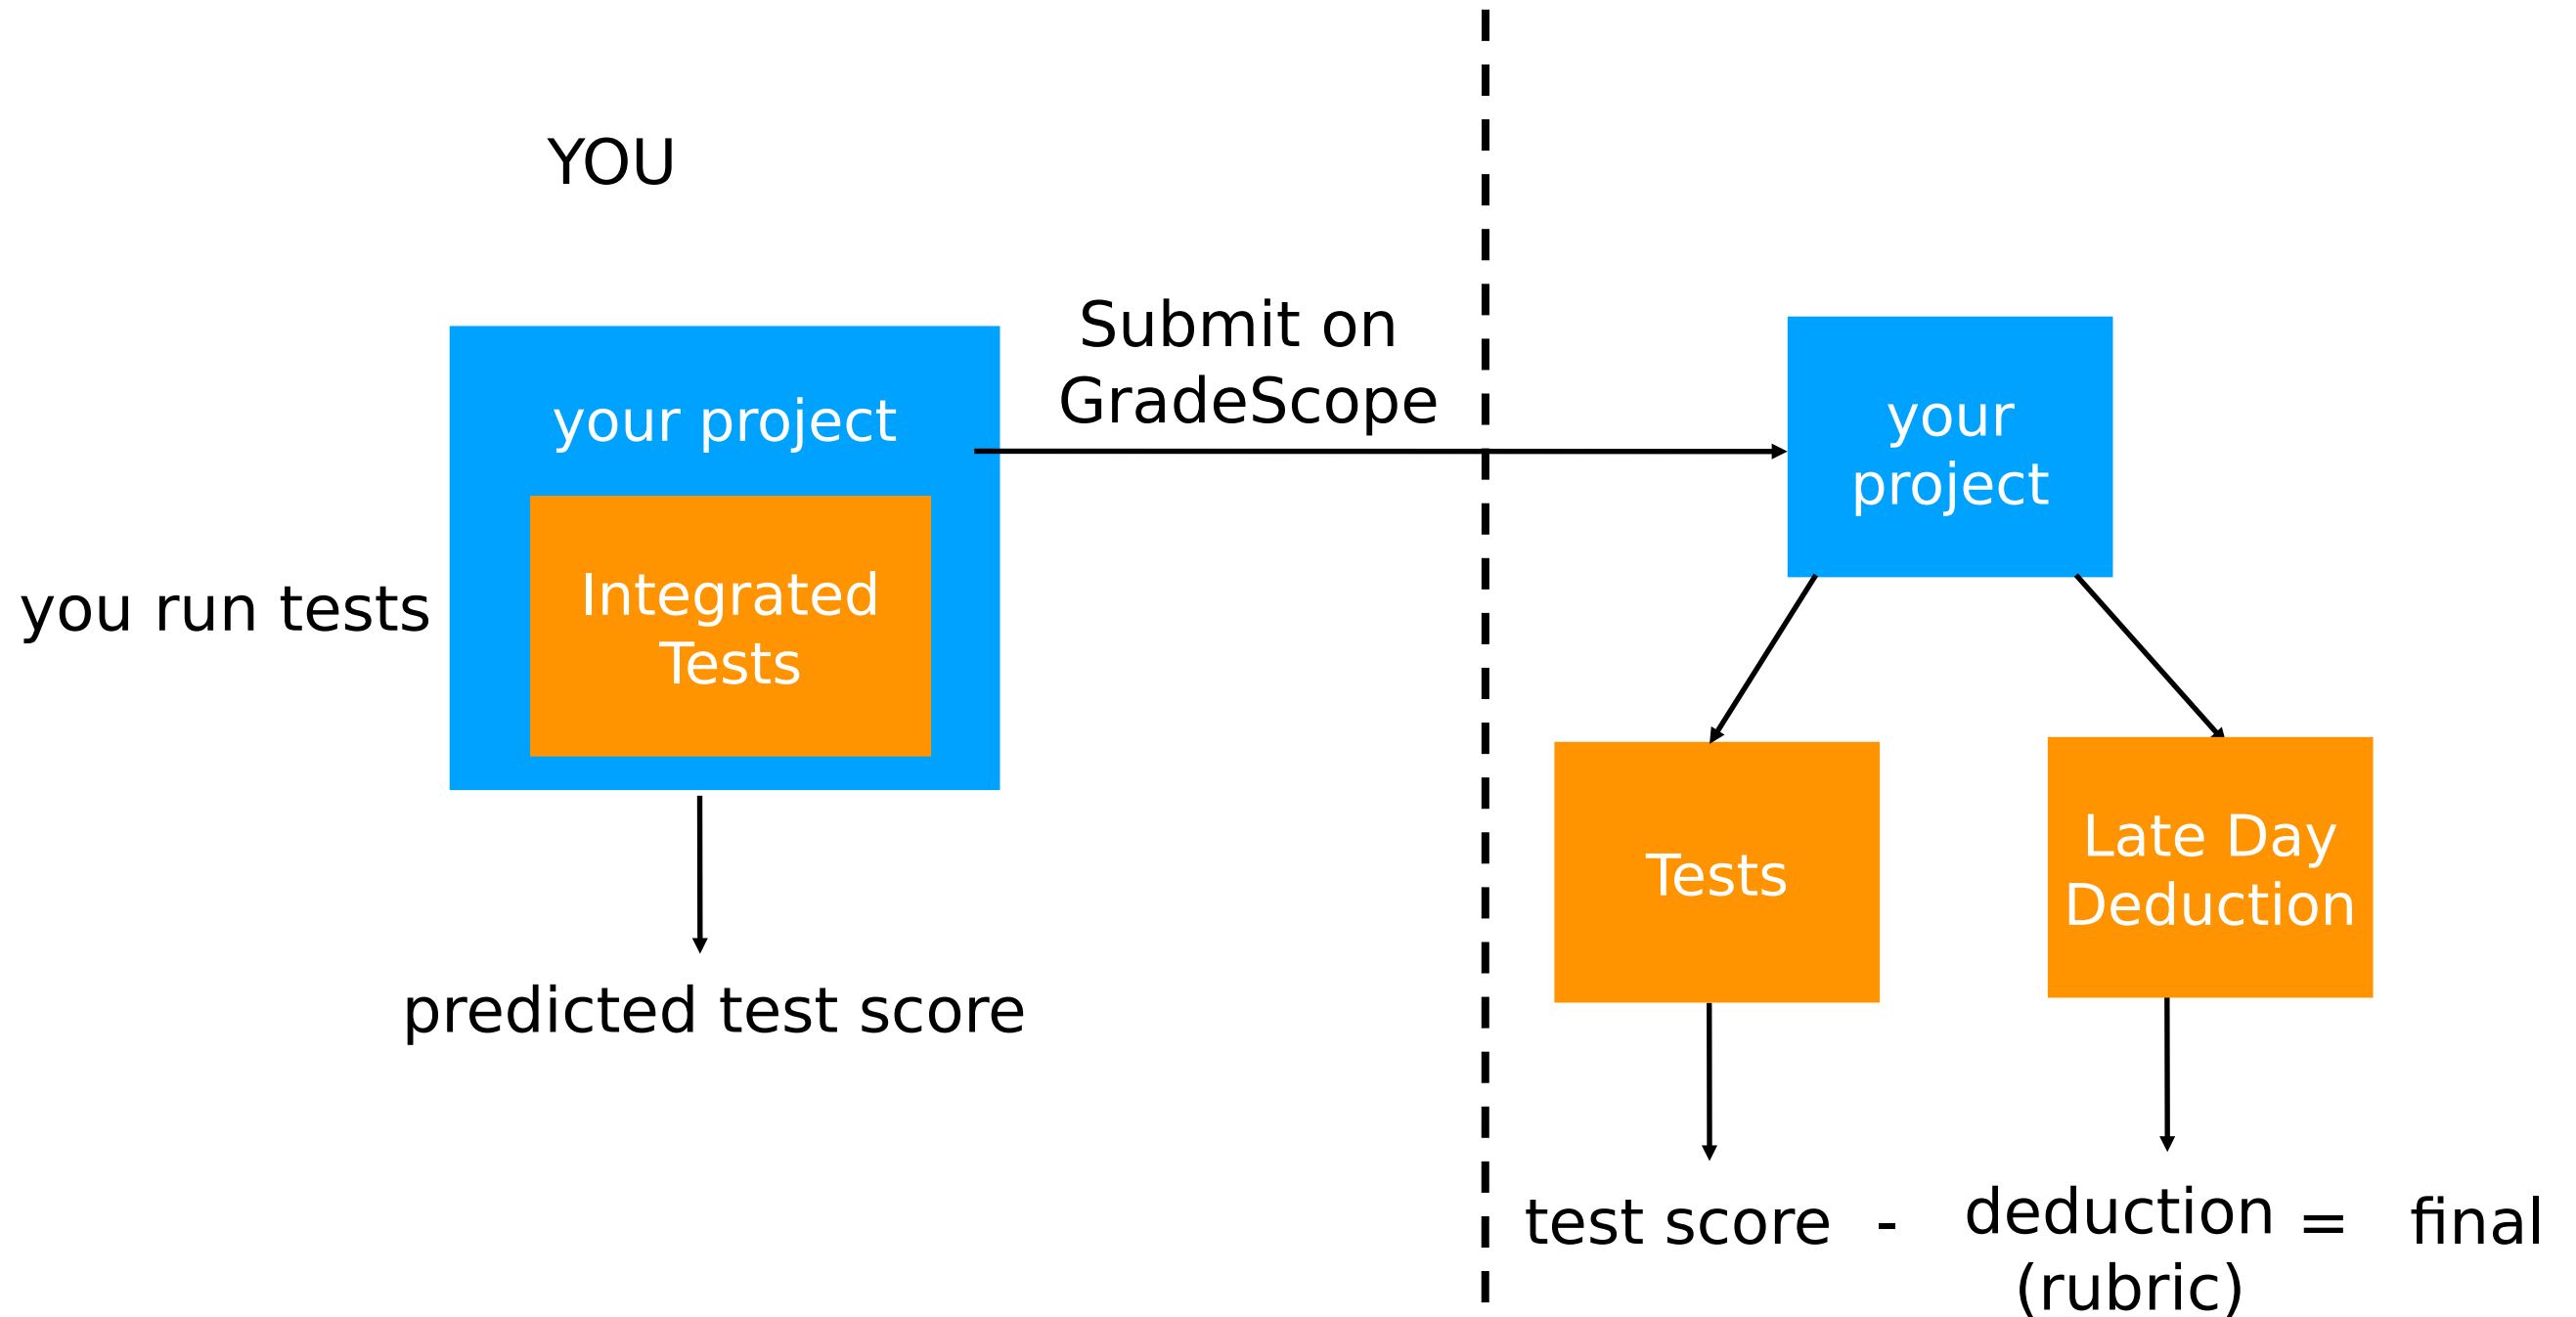 YOU
Submit on
GradeScope
your project
Integrated
Tests
you run tests
predicted test score
your
project
Tests
Late Day
Deduction
test score - deduction = final
(rubric)